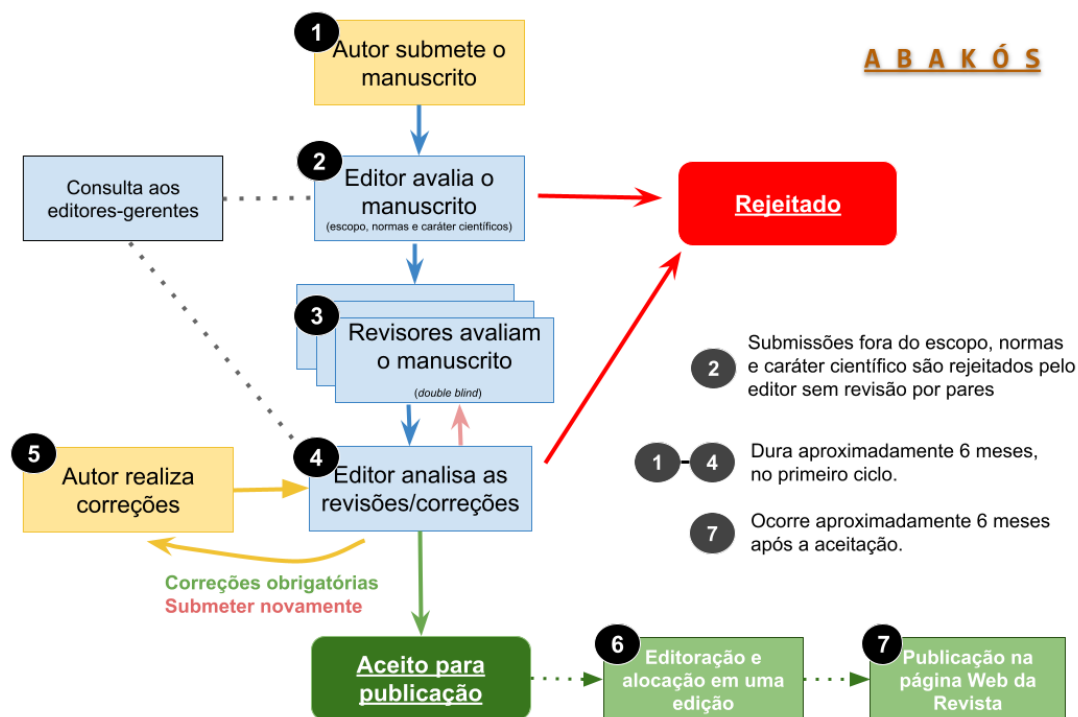 A B A K Ó S
1
Autor submete o
manuscrito
2
Editor avalia o
manuscrito
(escopo, normas e caráter científicos)
Consulta aos
editores-gerentes
Rejeitado
3
Revisores avaliam
o manuscrito
(double blind)
4
Editor analisa as
revisões/correções
5
Autor realiza
correções
Correções obrigatórias
Submeter novamente
2
Submissões fora do escopo, normas
e caráter científico são rejeitados pelo
editor sem revisão por pares
1-4
Dura aproximadamente 6 meses,
no primeiro ciclo.
7
Ocorre aproximadamente 6 meses
após a aceitação.
Aceito para
publicação
6
Editoração e
alocação em uma
edição
7
Publicação na
página Web da
Revista